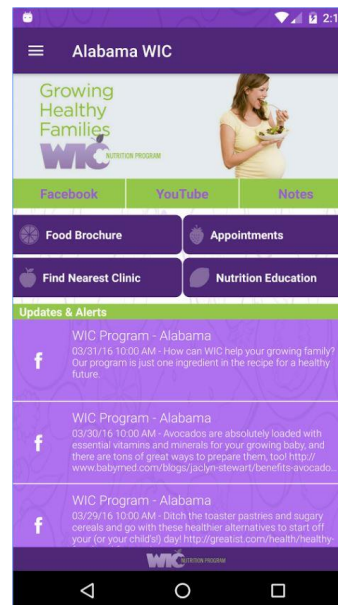 2:1
Alabama WIC
Growing
Healthy
Families
WIC NUTRITION PROGRAM
Facebook YouTube Notes
Food Brochure Appointments
Find Nearest Clinic Nutrition Education
Updates & Alerts
WIC Program - Alabama
03/31/16 10:00 AM - How can WIC help your growing family?
Our program is just one ingredient in the recipe for a healthy
future.
WIC Program - Alabama
03/30/16 10:00 AM - Avocados are absolutely loaded with
essential vitamins and minerals for your growing baby, and
there are tons of great ways to prepare them, too! http://
www.babymed.com/blogs/jaclyn-stewart/benefits-avocado...
WIC Program - Alabama
03/29/16 10:00 AM - Ditch the toaster pastries and sugary
cereals and go with these healthier alternatives to start off
your (or your child's!) day! http://greatist.com/health/healthy-
WIC NUTRITION PROGRAM